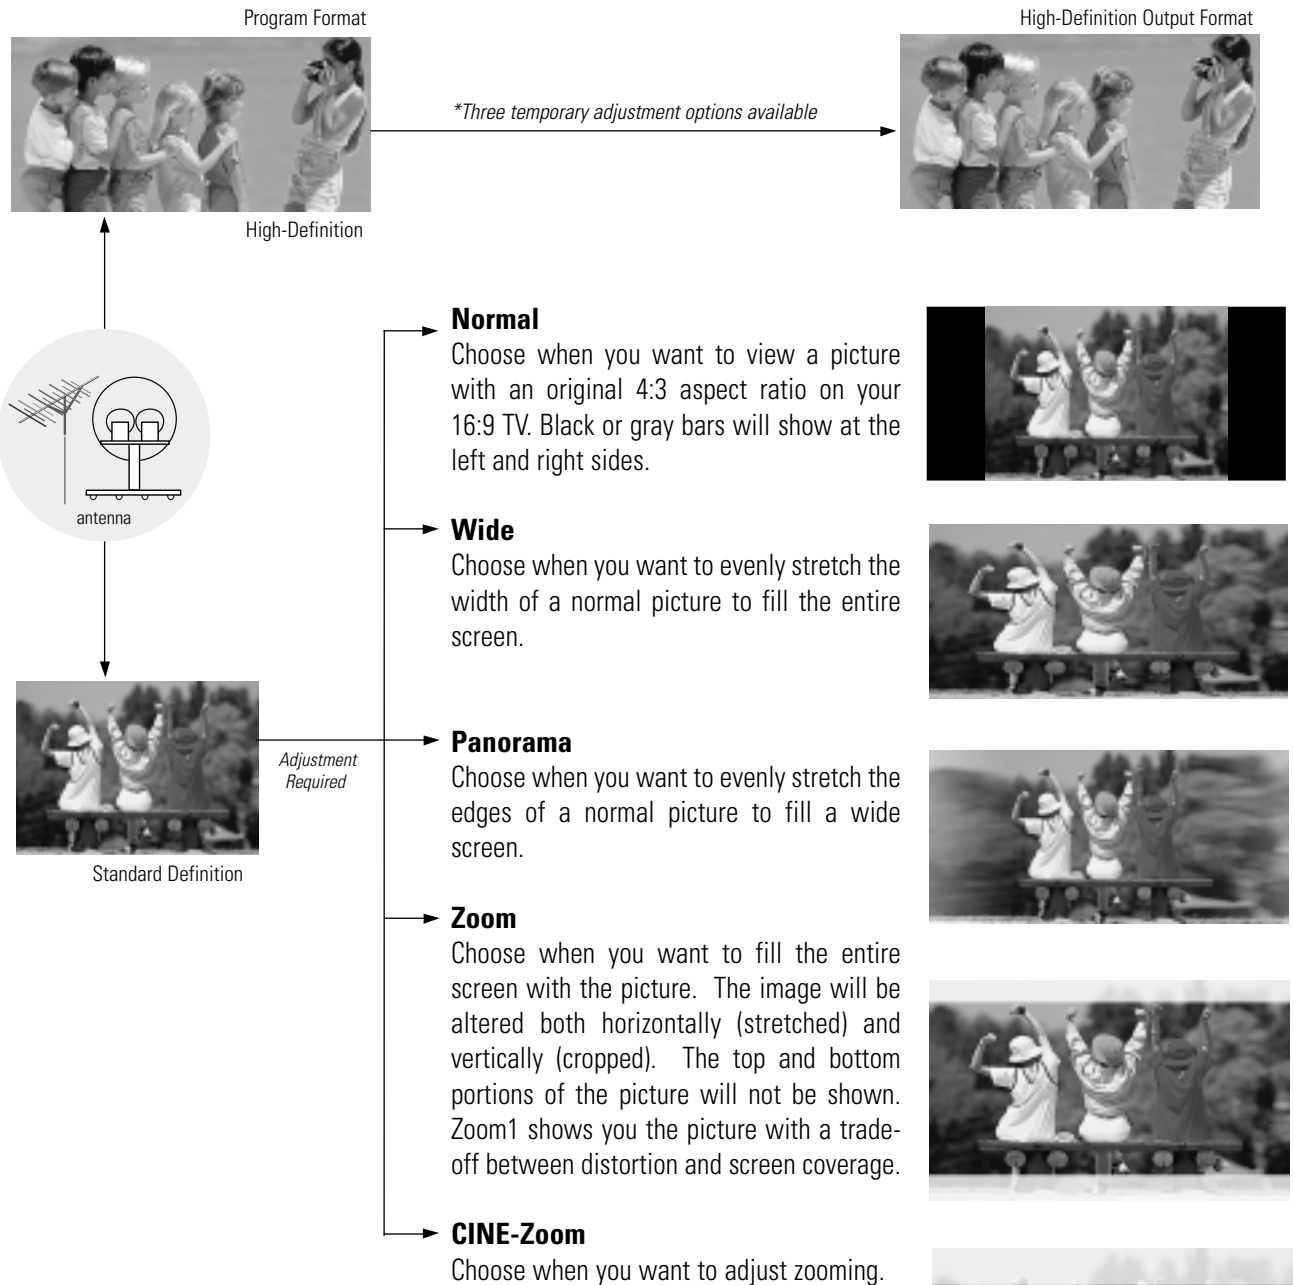 Program Format
High-Definition Output Format
*Three temporary adjustment options available
High-Definition
Normal
Choose when you want to view a picture
with an original 4:3 aspect ratio on your
16:9 TV. Black or gray bars will show at the
left and right sides.
antenna
Wide
Choose when you want to evenly stretch the
width of a normal picture to fill the entire
screen.
Adjustment
Required
Standard Definition
Panorama
Choose when you want to evenly stretch the
edges of a normal picture to fill a wide
screen.
Zoom
Choose when you want to fill the entire
screen with the picture. The image will be
altered both horizontally (stretched) and
vertically (cropped). The top and bottom
portions of the picture will not be shown.
Zoom1 shows you the picture with a trade-
off between distortion and screen coverage.
CINE-Zoom
Choose when you want to adjust zooming.